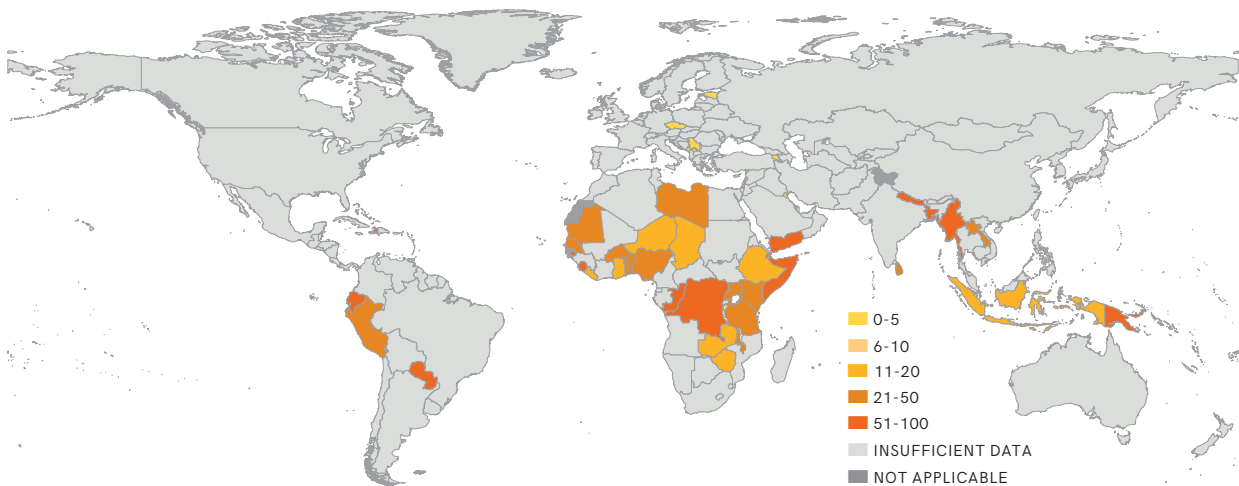 0-5
6-10
11-20
21-50
51-100
INSUFFICIENT DATA
NOT APPLICABLE